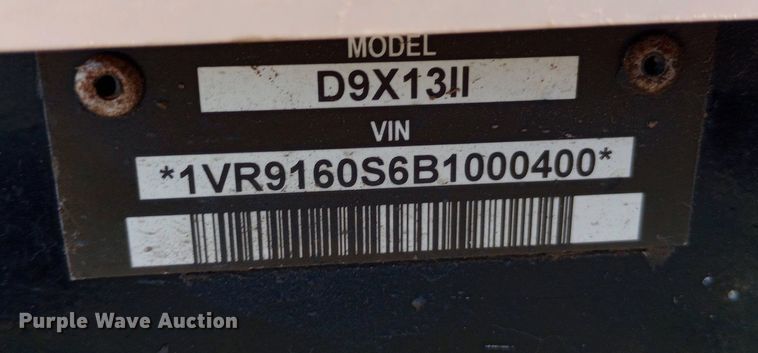 MODEL
D9X13II
VIN
*1VR9160S6B1000400*
Purple Wave Auction